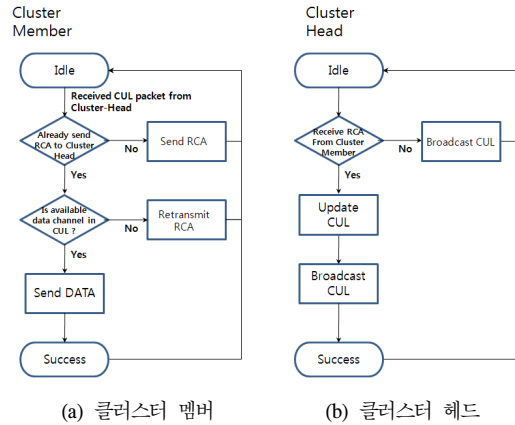 Cluster
Member
Idle
Received CUL packet from
Cluster-Head
Already send
RCA to Cluster
Head
No
Send RCA
Yes
Is available
data channel in
CUL ?
No
Retransmit
RCA
Yes
Send DATA
Success
(a) 클러스터 멤버
Cluster
Head
Idle
Receive RCA
From Cluster
Member
No
Broadcast CUL
Yes
Update
CUL
Broadcast
CUL
Success
(b) 클러스터 헤드